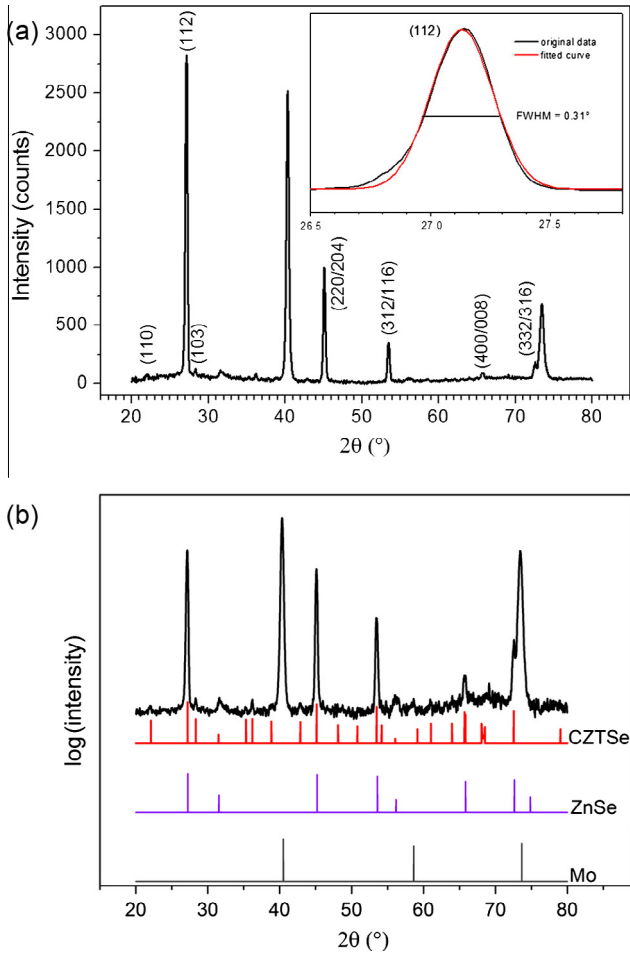 (a)
3000
2500
2000
1500
1000
500
0
Intensity (counts)
(110)
(112)
(103)
(220/204)
(312/116)
(400/008)
(332/316)
20
30
40
50
60
70
80
2θ (°)
(112)
original data
fitted curve
FWHM = 0.31°
26 5
27 0
27 5
(b)
log (intensity)
CZTSe
ZnSe
Mo
20
30
40
50
60
70
80
2θ (°)